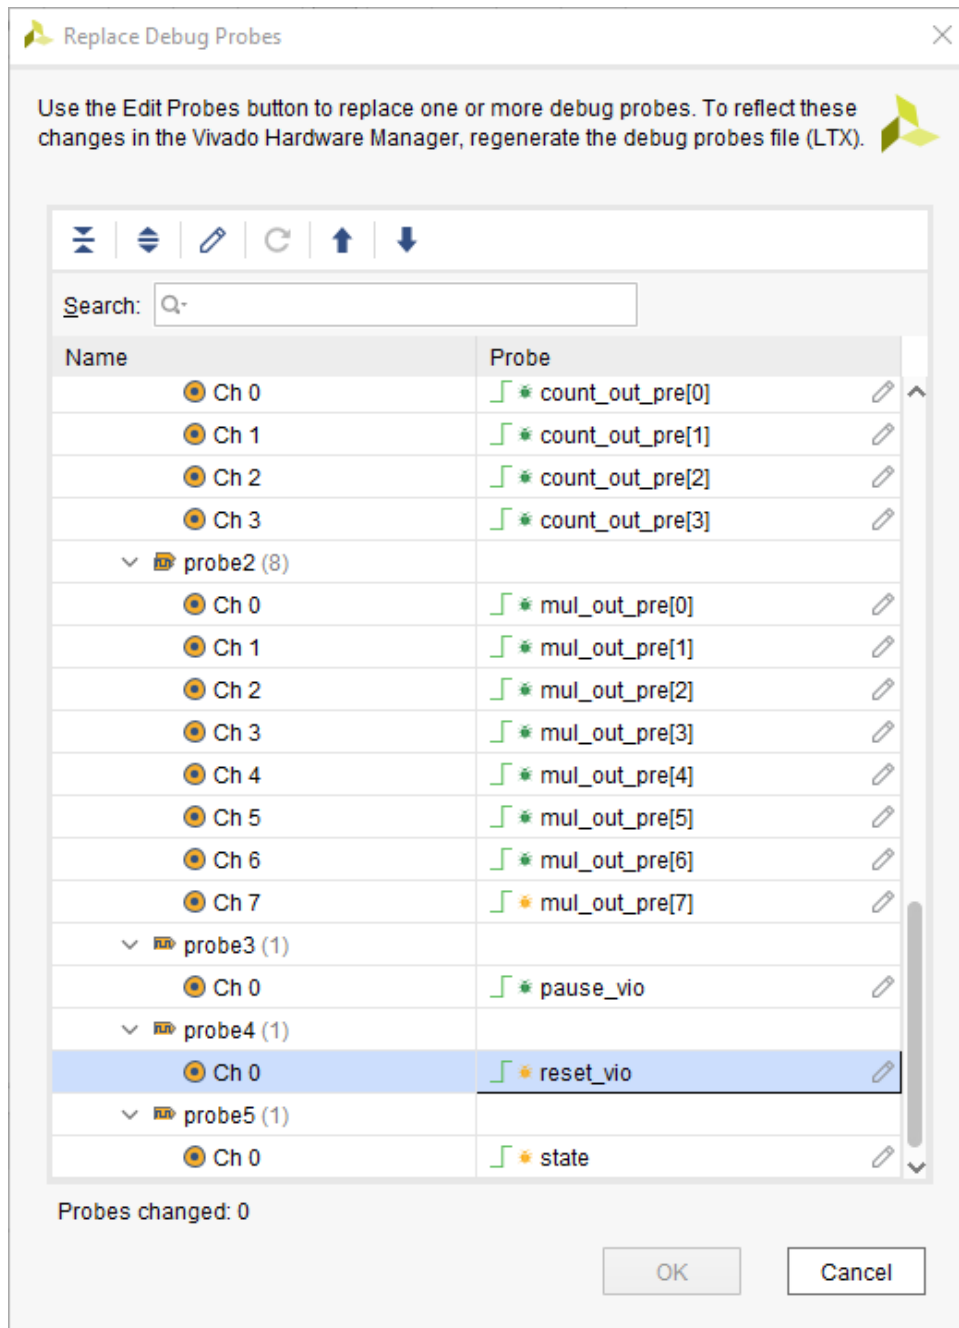 Replace Debug Probes
Use the Edit Probes button to replace one or more debug probes. To reflect these
changes in the Vivado Hardware Manager, regenerate the debug probes file (LTX).
Search:
Name Probe
Ch 0 count_out_pre[0]
Ch 1 count_out_pre[1]
Ch 2 count_out_pre[2]
Ch 3 count_out_pre[3]
probe2 (8)
Ch 0 mul_out_pre[0]
Ch 1 mul_out_pre[1]
Ch 2 mul_out_pre[2]
Ch 3 mul_out_pre[3]
Ch 4 mul_out_pre[4]
Ch 5 mul_out_pre[5]
Ch 6 mul_out_pre[6]
Ch 7 mul_out_pre[7]
probe3 (1)
Ch 0 pause_vio
probe4 (1)
Ch 0 reset_vio
probe5 (1)
Ch 0 state
Probes changed: 0
OK Cancel